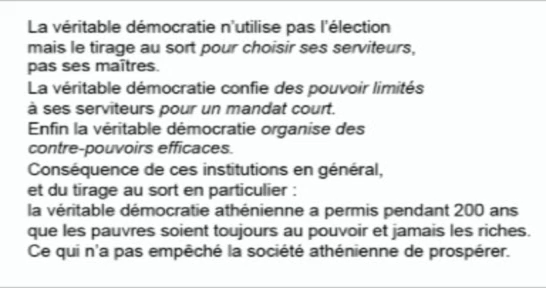 La véritable démocratie n'utilise pas l'élection
mais le tirage au sort pour choisir ses serviteurs,
pas ses maîtres.
La véritable démocratie confie des pouvoir limités
à ses serviteurs pour un mandat court.
Enfin la véritable démocratie organise des
contre-pouvoirs efficaces.
Conséquence de ces institutions en général,
et du tirage au sort en particulier :
la véritable démocratie athénienne a permis pendant 200 ans
que les pauvres soient toujours au pouvoir et jamais les riches.
Ce qui n'a pas empêché la société athénienne de prospérer.